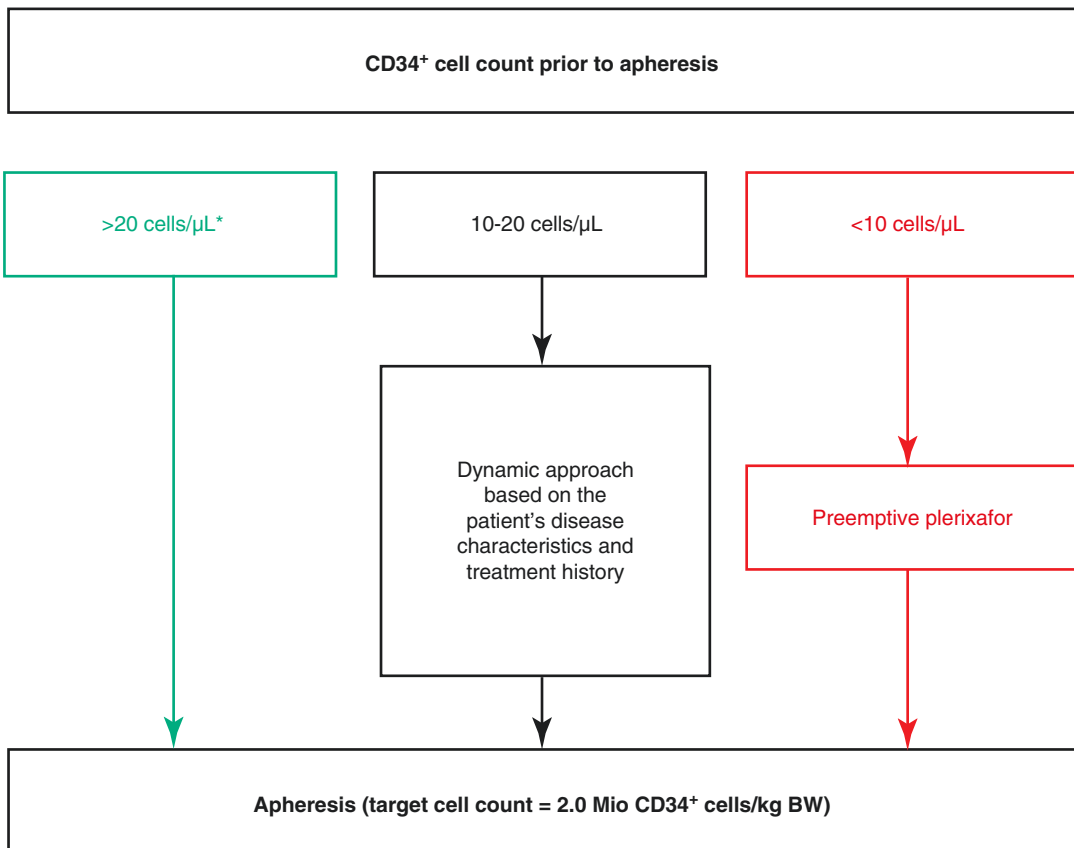 CD34⁺ cell count prior to apheresis
>20 cells/µL*
10-20 cells/µL
<10 cells/µL
Dynamic approach
based on the
patient’s disease
characteristics and
treatment history
Preemptive plerixafor
Apheresis (target cell count = 2.0 Mio CD34⁺ cells/kg BW)